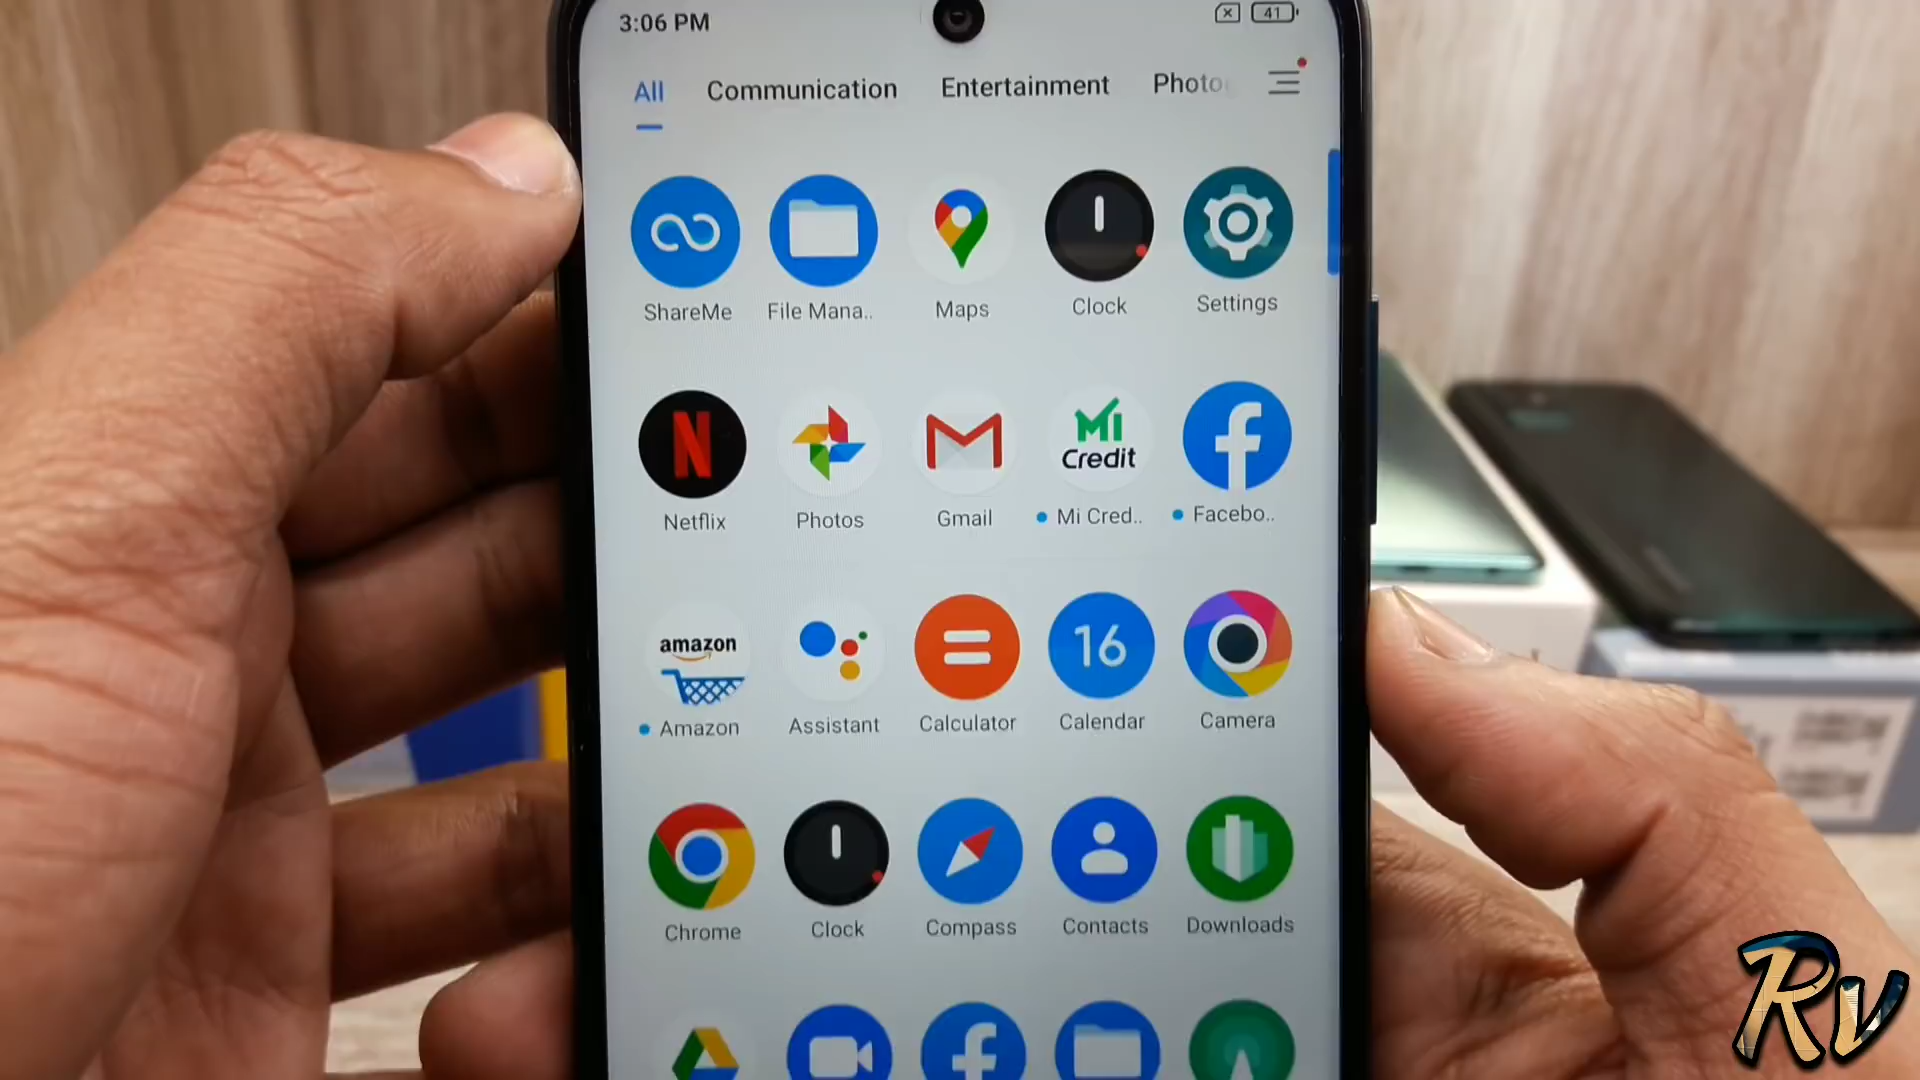 3:06 PM
41
All Communication Entertainment Photo
ShareMe File Mana.. Maps Clock Settings
Mi
Credit
Netflix Photos Gmail Mi Cred.. Facebo..
amazon
16
Amazon Assistant Calculator Calendar Camera
Chrome Clock Compass Contacts Downloads
Rv